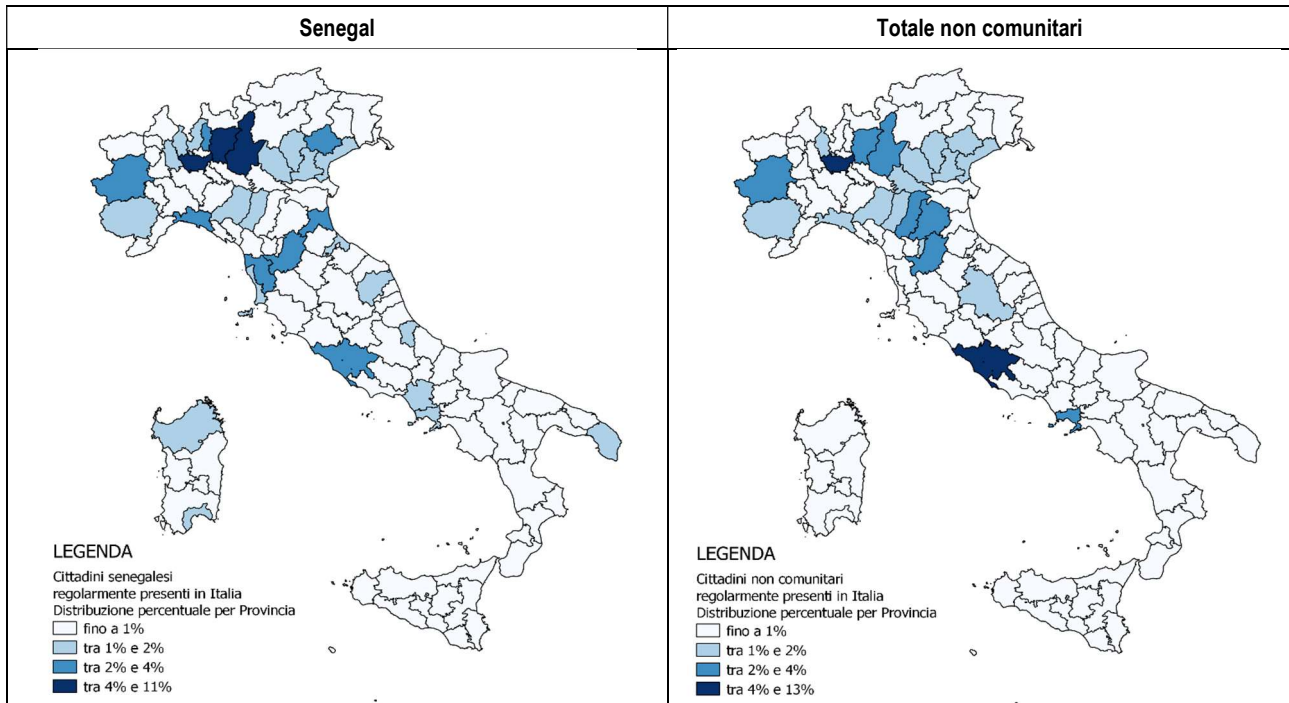 Senegal
Totale non comunitari
LEGENDA
Cittadini senegalesi
regolarmente presenti in Italia
Distribuzione percentuale per Provincia
fino a 1%
tra 1% e 2%
tra 2% e 4%
tra 4% e 11%
LEGENDA
Cittadini non comunitari
regolarmente presenti in Italia
Distribuzione percentuale per Provincia
fino a 1%
tra 1% e 2%
tra 2% e 4%
tra 4% e 13%